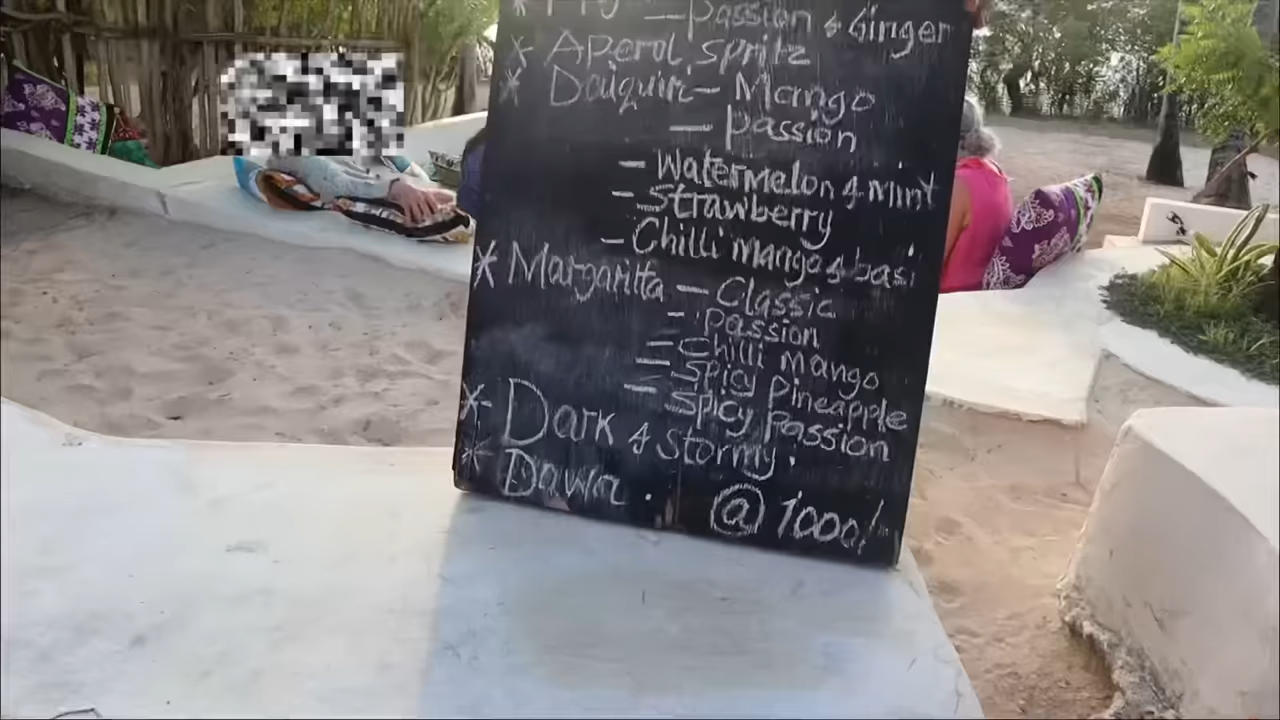 — Passion & Ginger
* Aperol spritz
* Daiquiri — Mango
— passion
— Watermelon & mint
— Strawberry
— Chilli mango & basi
* Margarita — Classic
- Passion
— Chilli mango
— Spicy Pineapple
— Spicy passion
* Dark & Stormy.
* Dawa. @ 1000/